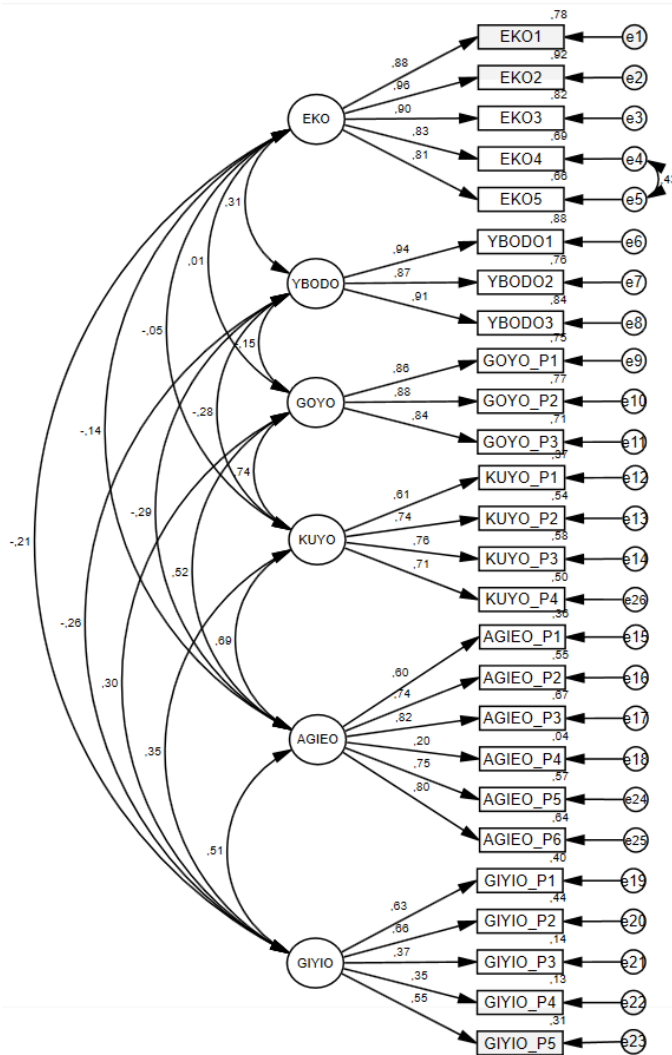 ,78
,88 EKO1 e1
,92
,96 EKO2 e2
,82
,90 EKO3 e3
EKO
,69
,83 EKO4 e4
,66
,81 EKO5 e5
,31
,88
,94 YBODO1 e6
,76
,01 ,87 YBODO2 e7
YBODO
,84
,91 YBODO3 e8
-,05
,75
,86 GOYO_P1 e9
,77
,88 GOYO_P2 e10
GOYO
,71
-,14 -,28 ,84 GOYO_P3 e11
,37
,74 ,61 KUYO_P1 e12
,54
-,29 ,74 KUYO_P2 e13
-,21 KUYO
,58
,76 KUYO_P3 e14
,52
,50
,71 KUYO_P4 e26
-,26
,36
,69 ,60 AGIEO_P1 e15
,55
,30 ,74 AGIEO_P2 e16
,67
,82 AGIEO_P3 e17
AGIEO
,04
,35 ,20 AGIEO_P4 e18
,57
,75 AGIEO_P5 e24
,64
,80 AGIEO_P6 e25
,51
,40
,63 GIYIO_P1 e19
,44
,66 GIYIO_P2 e20
,14
,37 GIYIO_P3 e21
GIYIO
,13
,35 GIYIO_P4 e22
,31
,55 GIYIO_P5 e23